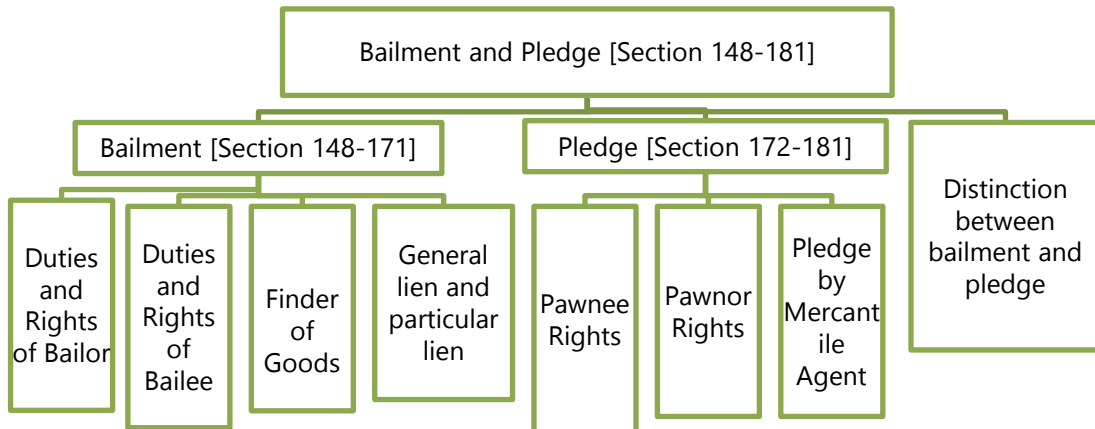 Bailment and Pledge [Section 148-181]
Bailment [Section 148-171]
Pledge [Section 172-181]
Distinction
between
bailment and
pledge
Duties
and
Rights
of Bailor
Duties
and
Rights
of
Bailee
Finder
of
Goods
General
lien and
particular
lien
Pawnee
Rights
Pawnor
Rights
Pledge
by
Mercant
ile
Agent